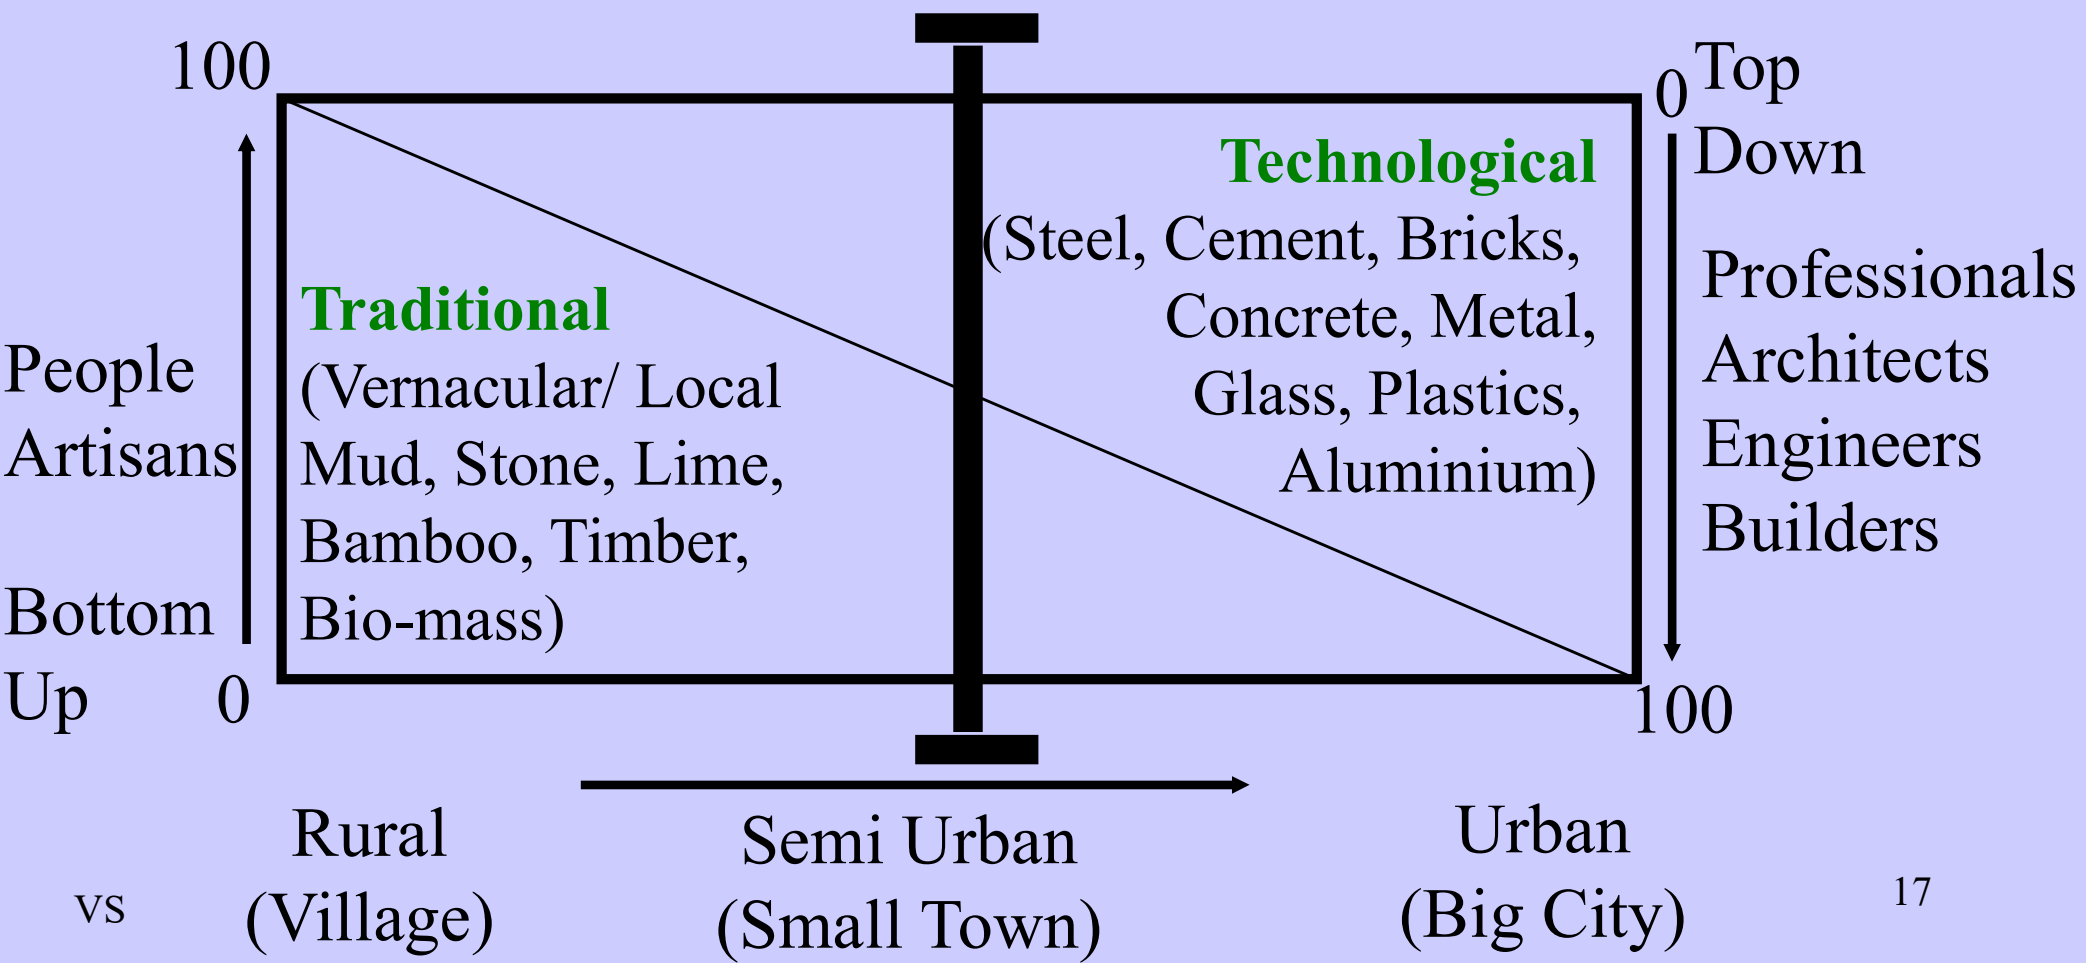 100
0
Top
Down
Technological
(Steel, Cement, Bricks,
Concrete, Metal,
Glass, Plastics,
Aluminium)
Traditional
(Vernacular/ Local
Mud, Stone, Lime,
Bamboo, Timber,
Bio-mass)
People
Artisans
Bottom
Up
0
Professionals
Architects
Engineers
Builders
100
Rural
(Village)
Semi Urban
(Small Town)
Urban
(Big City)
VS
17